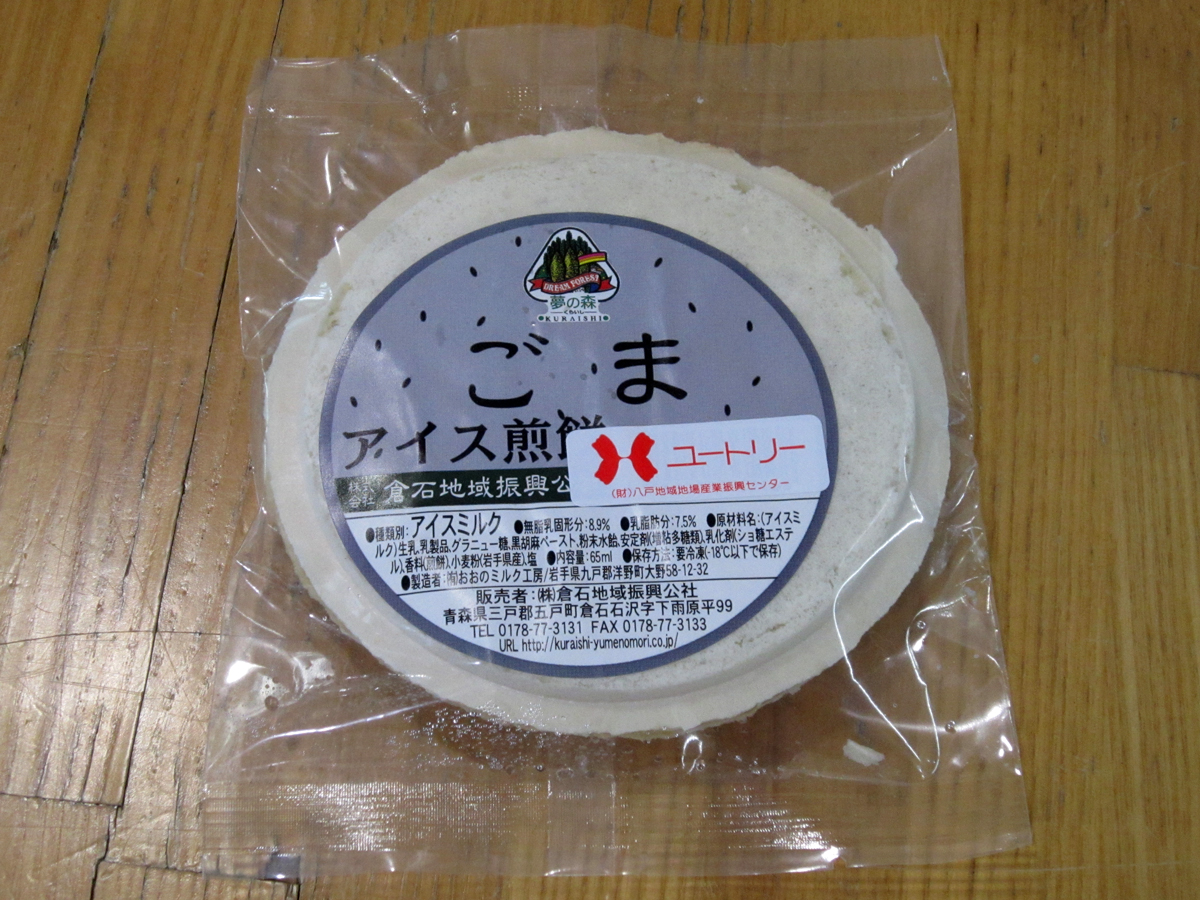 DREAM FOREST
夢の森
くらいし
KURAISHI
ごま
アイス煎餅
株式会社 倉石地域振興公
ユートリー
(財)八戸地域地場産業振興センター
●種類別:アイスミルク ●無脂乳固形分:8.9% ●乳脂肪分:7.5% ●原材料名:(アイスミ
ルク)生乳,乳製品,グラニュー糖,黒胡麻ペースト,粉末水飴,安定剤(増粘多糖類),乳化剤(ショ糖エステ
ル),香料(煎餅),小麦粉(岩手県産),塩 ●内容量:65ml ●保存方法:要冷凍(-18℃以下で保存)
●製造者:㈲おおのミルク工房/岩手県九戸郡洋野町大野58-12-32
販売者:(株)倉石地域振興公社
青森県三戸郡五戸町倉石石沢字下雨原平99
TEL 0178-77-3131 FAX 0178-77-3133
URL http://kuraishi-yumenomori.co.jp/